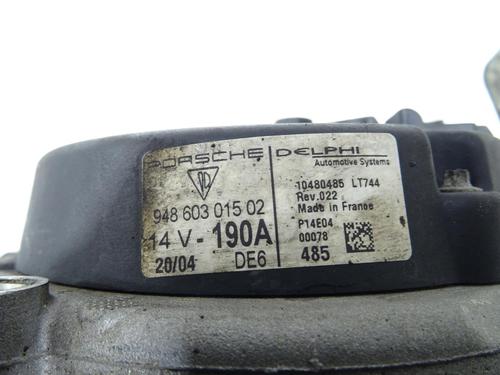 PORSCHE
948 603 015 02
14 V - 190A
20/04 DE6
DELPHI
Automotive Systems
10480485 LT744
Rev.022
Made in France
P14E04
00078
485